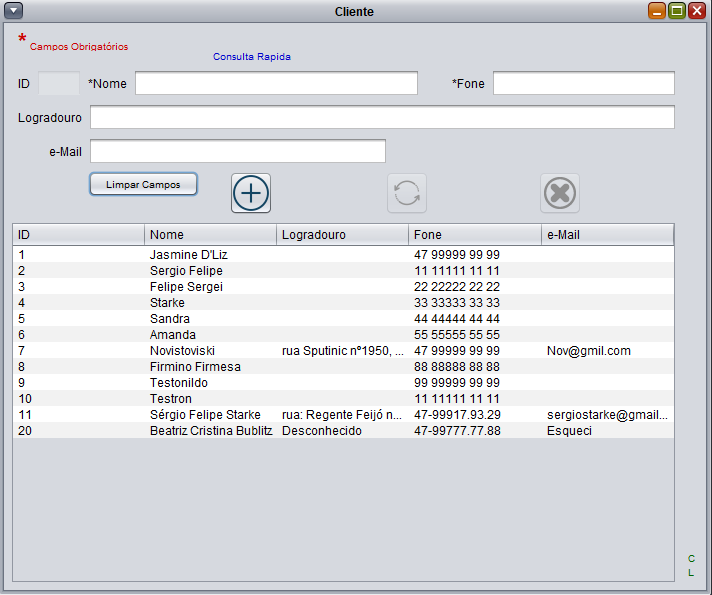 Cliente
* Campos Obrigatórios
Consulta Rapida
ID *Nome *Fone
Logradouro
e-Mail
Limpar Campos
ID Nome Logradouro Fone e-Mail
1 Jasmine D'Liz 47 99999 99 99
2 Sergio Felipe 11 11111 11 11
3 Felipe Sergei 22 22222 22 22
4 Starke 33 33333 33 33
5 Sandra 44 44444 44 44
6 Amanda 55 55555 55 55
7 Novistoviski rua Sputinic nº1950, ... 47 99999 99 99 Nov@gmil.com
8 Firmino Firmesa 88 88888 88 88
9 Testonildo 99 99999 99 99
10 Testron 11 11111 11 11
11 Sérgio Felipe Starke rua: Regente Feijó n... 47-99917.93.29 sergiostarke@gmail...
20 Beatriz Cristina Bublitz Desconhecido 47-99777.77.88 Esqueci
C
L